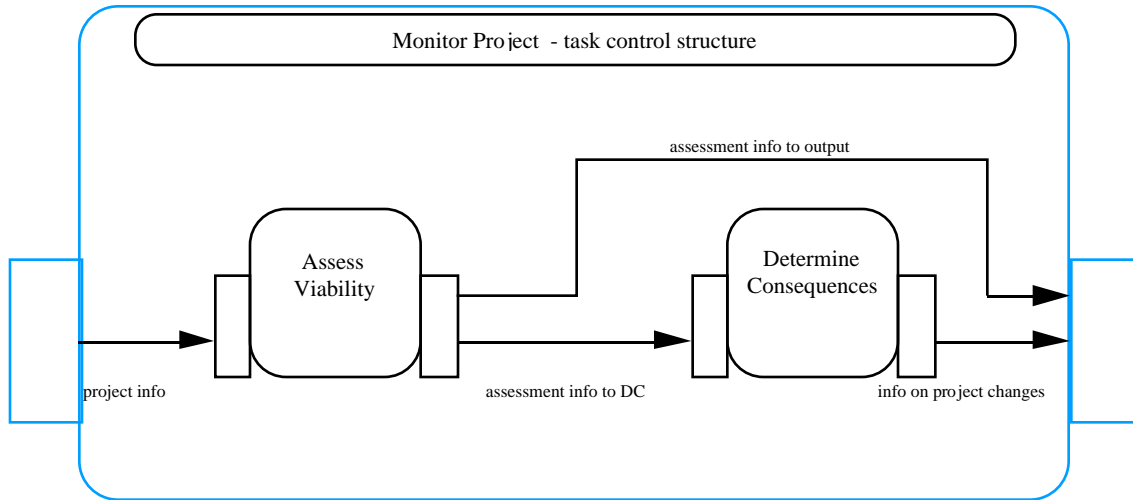 Monitor Project - task control structure
assessment info to output
Assess
Viability
Determine
Consequences
project info
assessment info to DC
info on project changes